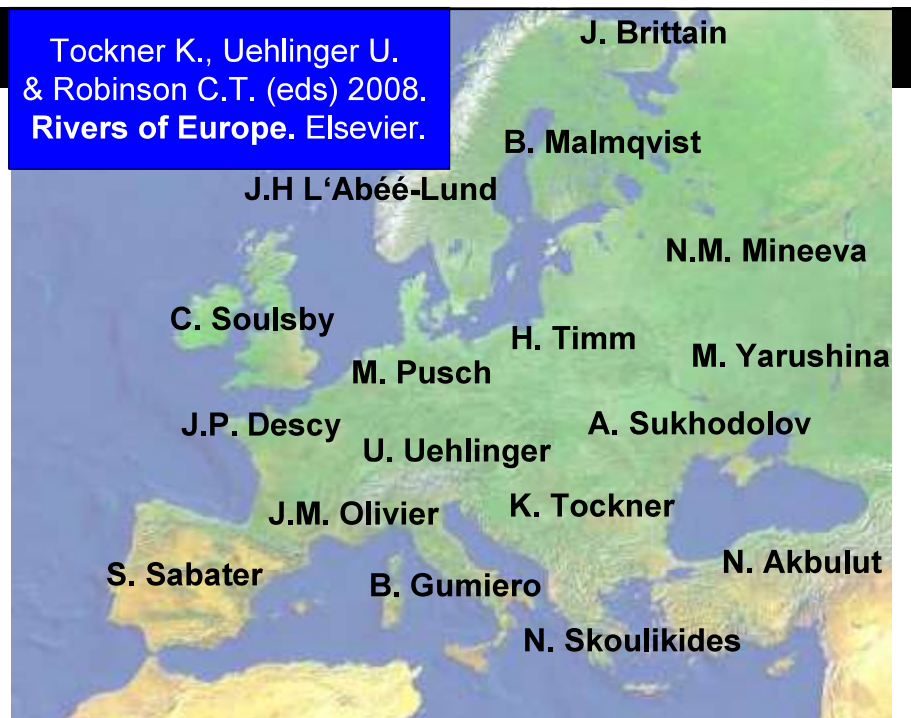 Tockner K., Uehlinger U.
& Robinson C.T. (eds) 2008.
Rivers of Europe. Elsevier.
J. Brittain
B. Malmqvist
J.H L‘Abéé-Lund
N.M. Mineeva
C. Soulsby
H. Timm
M. Yarushina
M. Pusch
J.P. Descy
A. Sukhodolov
U. Uehlinger
K. Tockner
J.M. Olivier
N. Akbulut
S. Sabater
B. Gumiero
N. Skoulikides